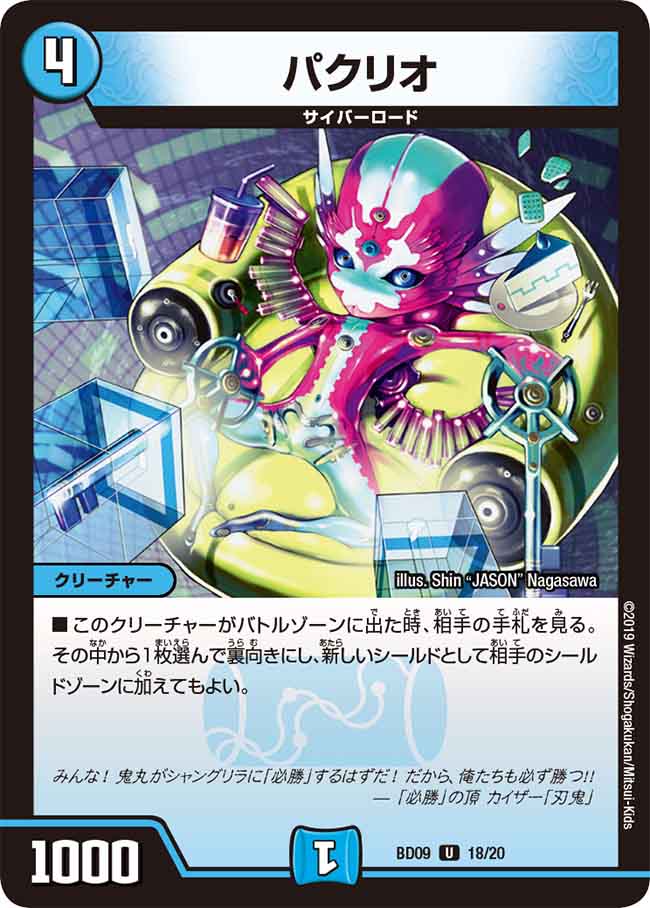 4
パクリオ
サイバーロード
クリーチャー
illus. Shin “JASON” Nagasawa
■このクリーチャーがバトルゾーンに出た時、相手の手札を見る。
その中から1枚選んで裏向きにし、新しいシールドとして相手のシール
ドゾーンに加えてもよい。
みんな! 鬼丸がシャングリラに「必勝」するはずだ! だから、俺たちも必ず勝つ!!
— 「必勝」の頂 カイザー「刃鬼」
©2019 Wizards/Shogakukan/Mitsui-Kids
1000
1
BD09 U 18/20